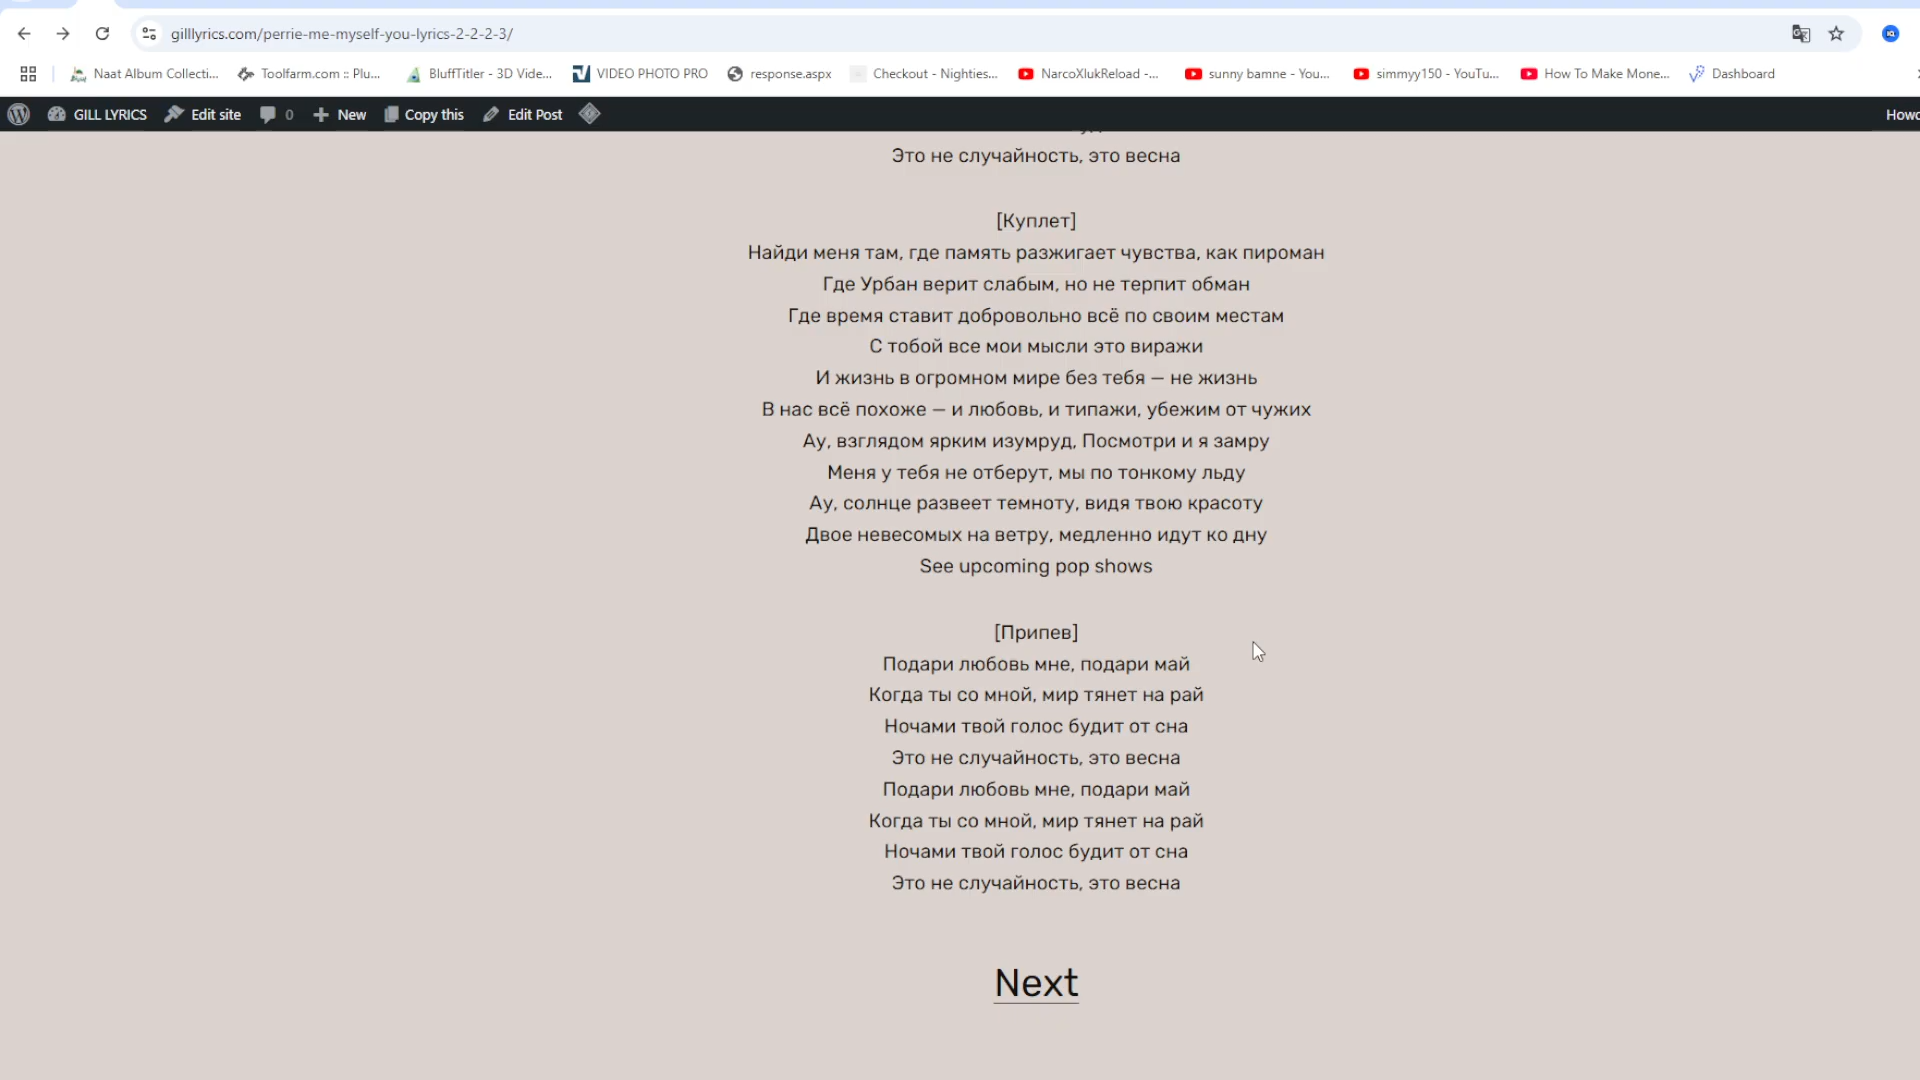 gilllyrics.com/perrie-me-myself-you-lyrics-2-2-2-3/
Naat Album Collecti... Toolfarm.com :: Plu... BluffTitler - 3D Vide... VIDEO PHOTO PRO response.aspx Checkout - Nighties... NarcoXlukReload -... sunny bamne - You... simmyy150 - YouTu... How To Make Mone... Dashboard
GILL LYRICS Edit site 0 New Copy this Edit Post Howd
Это не случайность, это весна
[Куплет]
Найди меня там, где память разжигает чувства, как пироман
Где Урбан верит слабым, но не терпит обман
Где время ставит добровольно всё по своим местам
С тобой все мои мысли это виражи
И жизнь в огромном мире без тебя — не жизнь
В нас всё похоже — и любовь, и типажи, убежим от чужих
Ау, взглядом ярким изумруд, Посмотри и я замру
Меня у тебя не отберут, мы по тонкому льду
Ау, солнце развеет темноту, видя твою красоту
Двое невесомых на ветру, медленно идут ко дну
See upcoming pop shows
[Припев]
Подари любовь мне, подари май
Когда ты со мной, мир тянет на рай
Ночами твой голос будит от сна
Это не случайность, это весна
Подари любовь мне, подари май
Когда ты со мной, мир тянет на рай
Ночами твой голос будит от сна
Это не случайность, это весна
Next